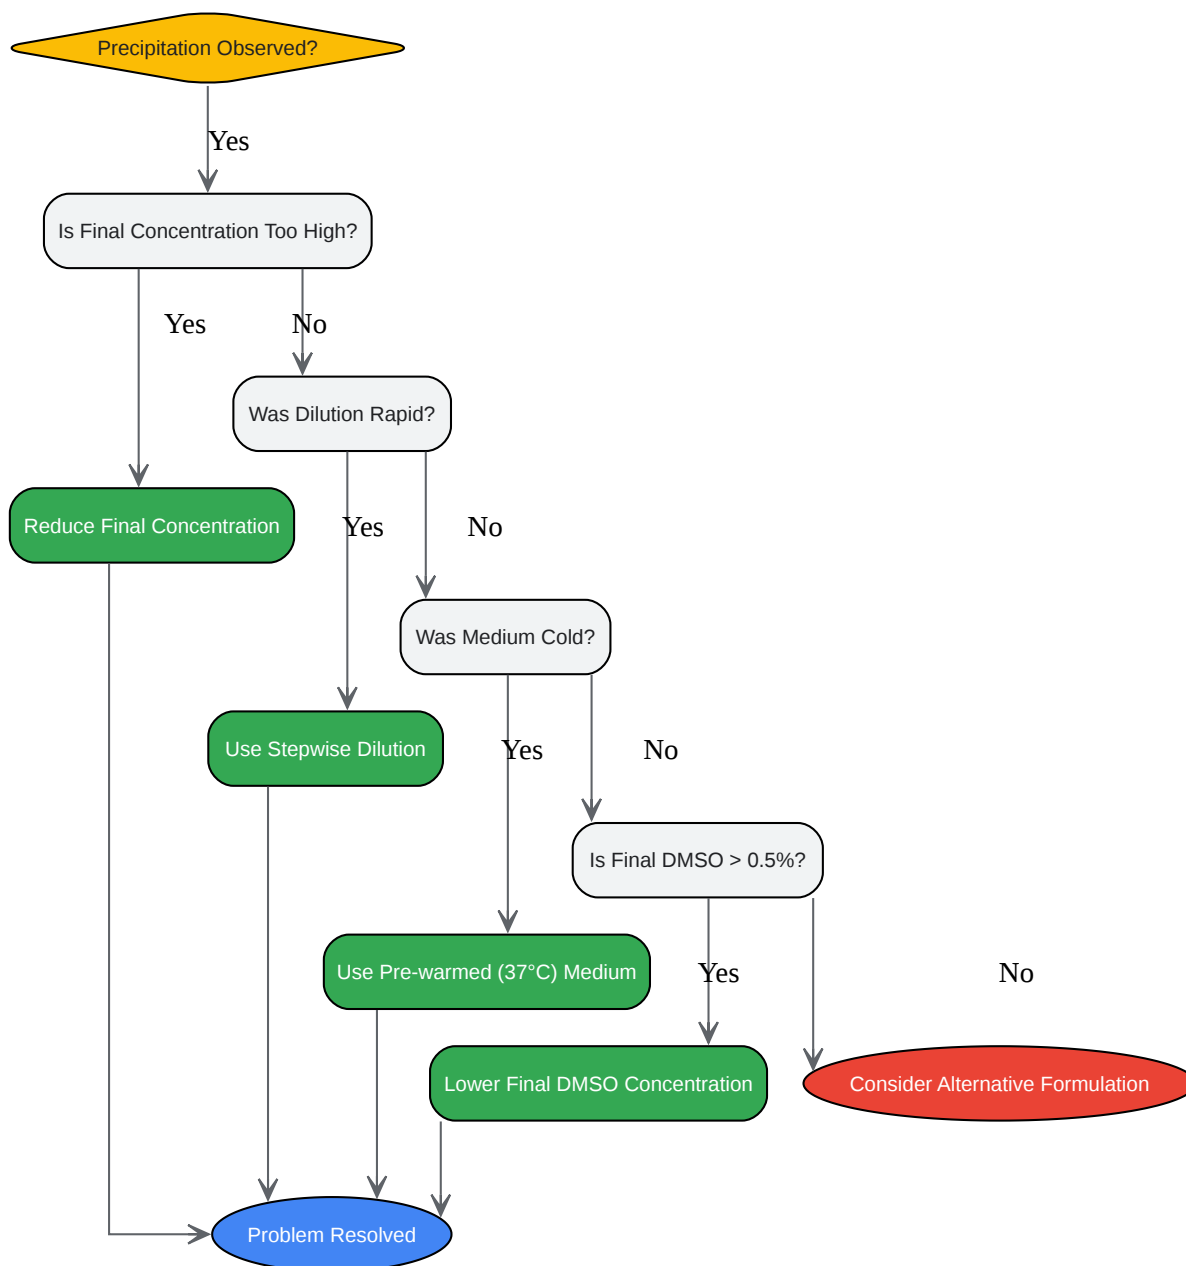 Precipitation Observed?
Yes
Is Final Concentration Too High?
Yes
No
Was Dilution Rapid?
Reduce Final Concentration
Yes
No
Was Medium Cold?
Use Stepwise Dilution
Yes
No
Is Final DMSO > 0.5%?
Use Pre-warmed (37°C) Medium
Yes
No
Lower Final DMSO Concentration
Consider Alternative Formulation
Problem Resolved